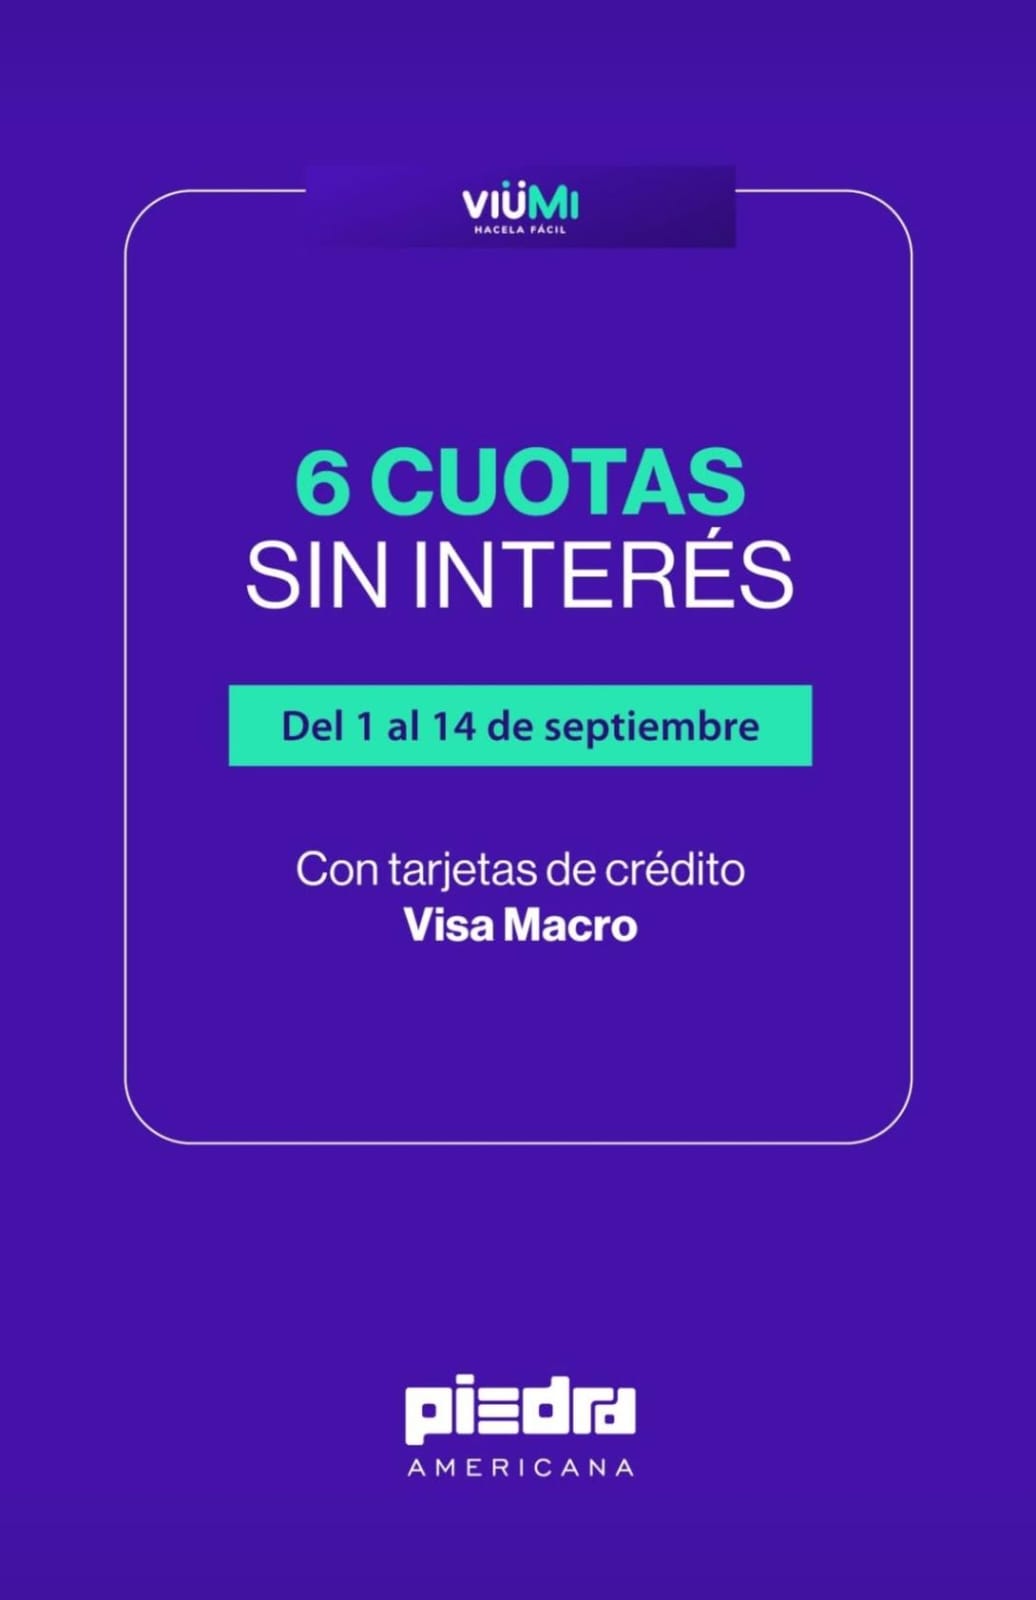 VIÜMI
HACELA FÁCIL
6 CUOTAS
SIN INTERÉS
Del 1 al 14 de septiembre
Con tarjetas de crédito
Visa Macro
piedra
AMERICANA